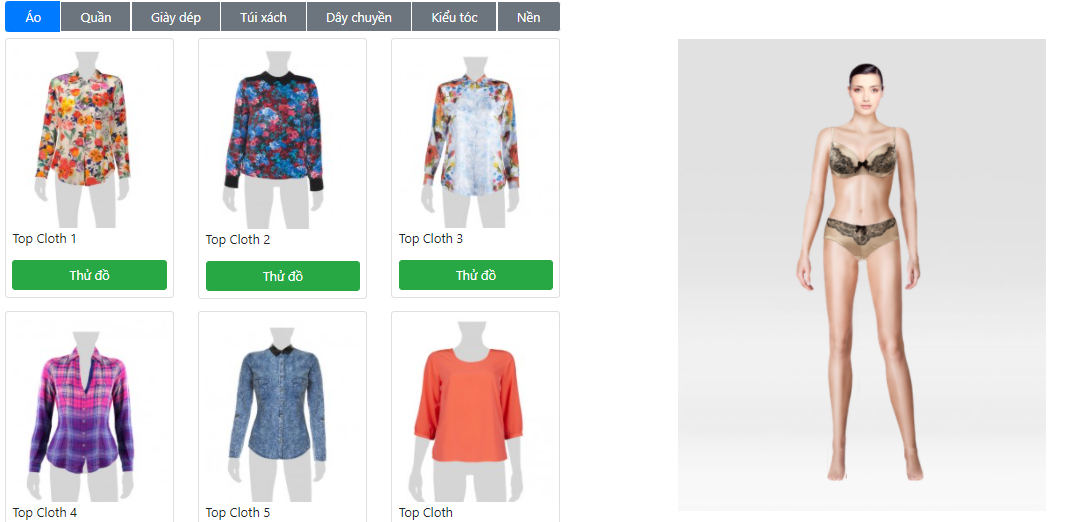 Áo Quần Giày dép Túi xách Dây chuyền Kiểu tóc Nền
Top Cloth 1 Top Cloth 2 Top Cloth 3
Thử đồ Thử đồ Thử đồ
Top Cloth 4 Top Cloth 5 Top Cloth